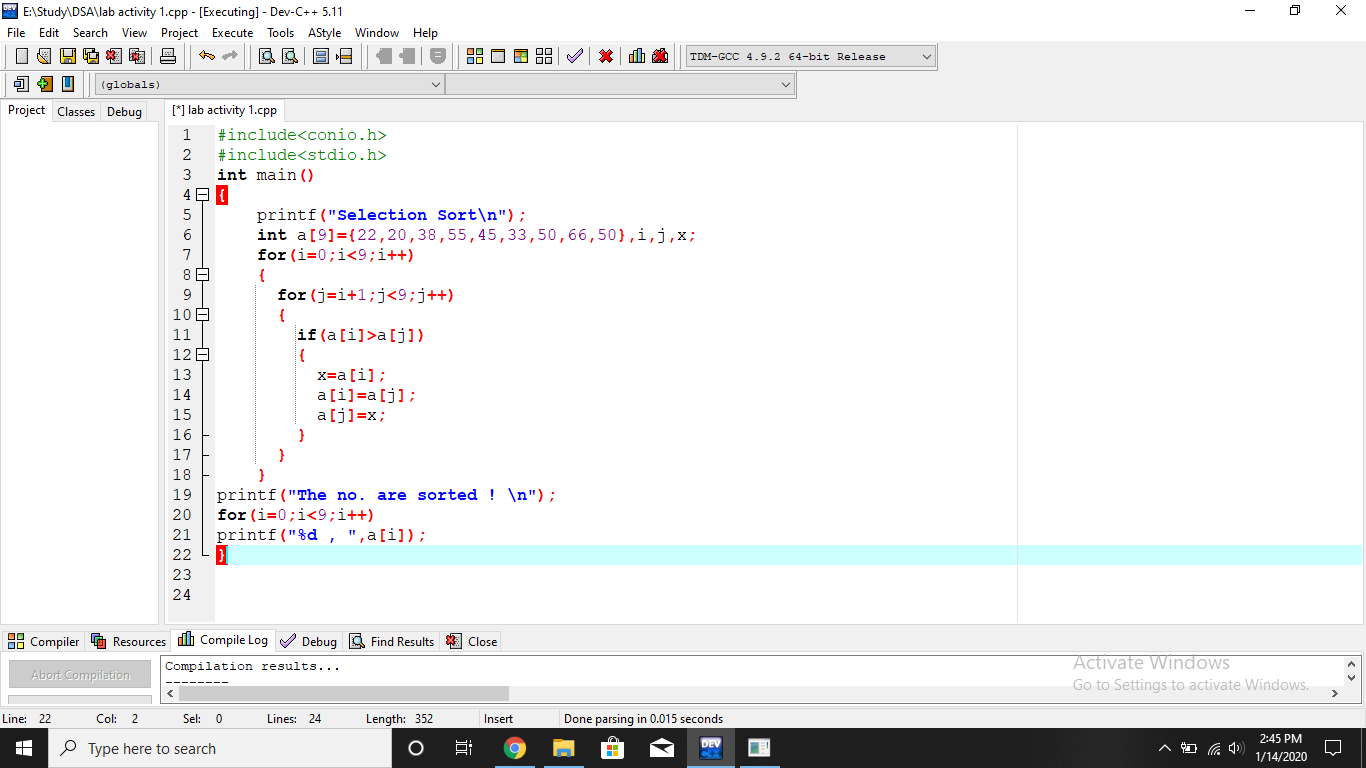 E:\Study\DSA\lab activity 1.cpp - [Executing] - Dev-C++ 5.11
File Edit Search View Project Execute Tools AStyle Window Help
TDM-GCC 4.9.2 64-bit Release
(globals)
Project Classes Debug [*] lab activity 1.cpp
1 #include<conio.h>
2 #include<stdio.h>
3 int main()
4 {
5 printf("Selection Sort\n");
6 int a[9]={22,20,38,55,45,33,50,66,50},i,j,x;
7 for(i=0;i<9;i++)
8 {
9 for(j=i+1;j<9;j++)
10 {
11 if(a[i]>a[j])
12 {
13 x=a[i];
14 a[i]=a[j];
15 a[j]=x;
16 }
17 }
18 }
19 printf("The no. are sorted ! \n");
20 for(i=0;i<9;i++)
21 printf("%d , ",a[i]);
22 }
23
24
Compiler Resources Compile Log Debug Find Results Close
Abort Compilation
Compilation results...
--------
Activate Windows
Go to Settings to activate Windows.
Line: 22 Col: 2 Sel: 0 Lines: 24 Length: 352 Insert Done parsing in 0.015 seconds
Type here to search
DEV
2:45 PM
1/14/2020